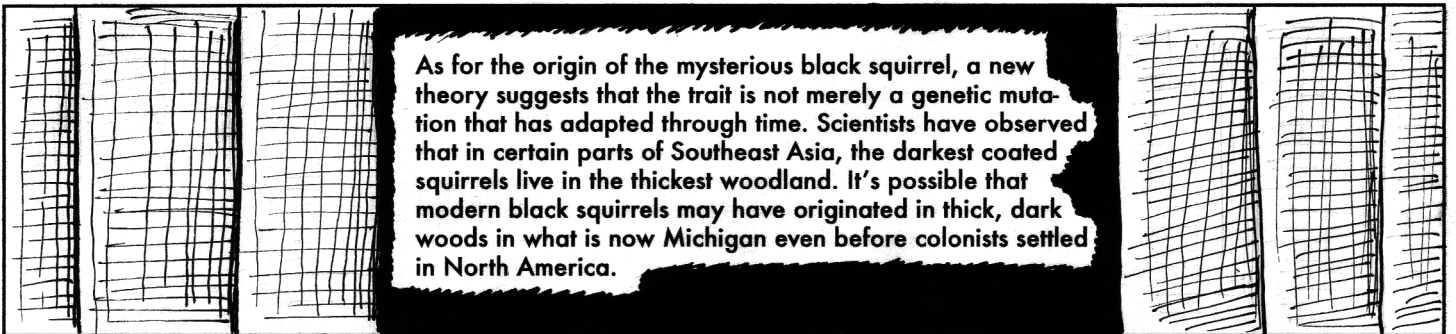 As for the origin of the mysterious black squirrel, a new
theory suggests that the trait is not merely a genetic muta-
tion that has adapted through time. Scientists have observed
that in certain parts of Southeast Asia, the darkest coated
squirrels live in the thickest woodland. It's possible that
modern black squirrels may have originated in thick, dark
woods in what is now Michigan even before colonists settled
in North America.